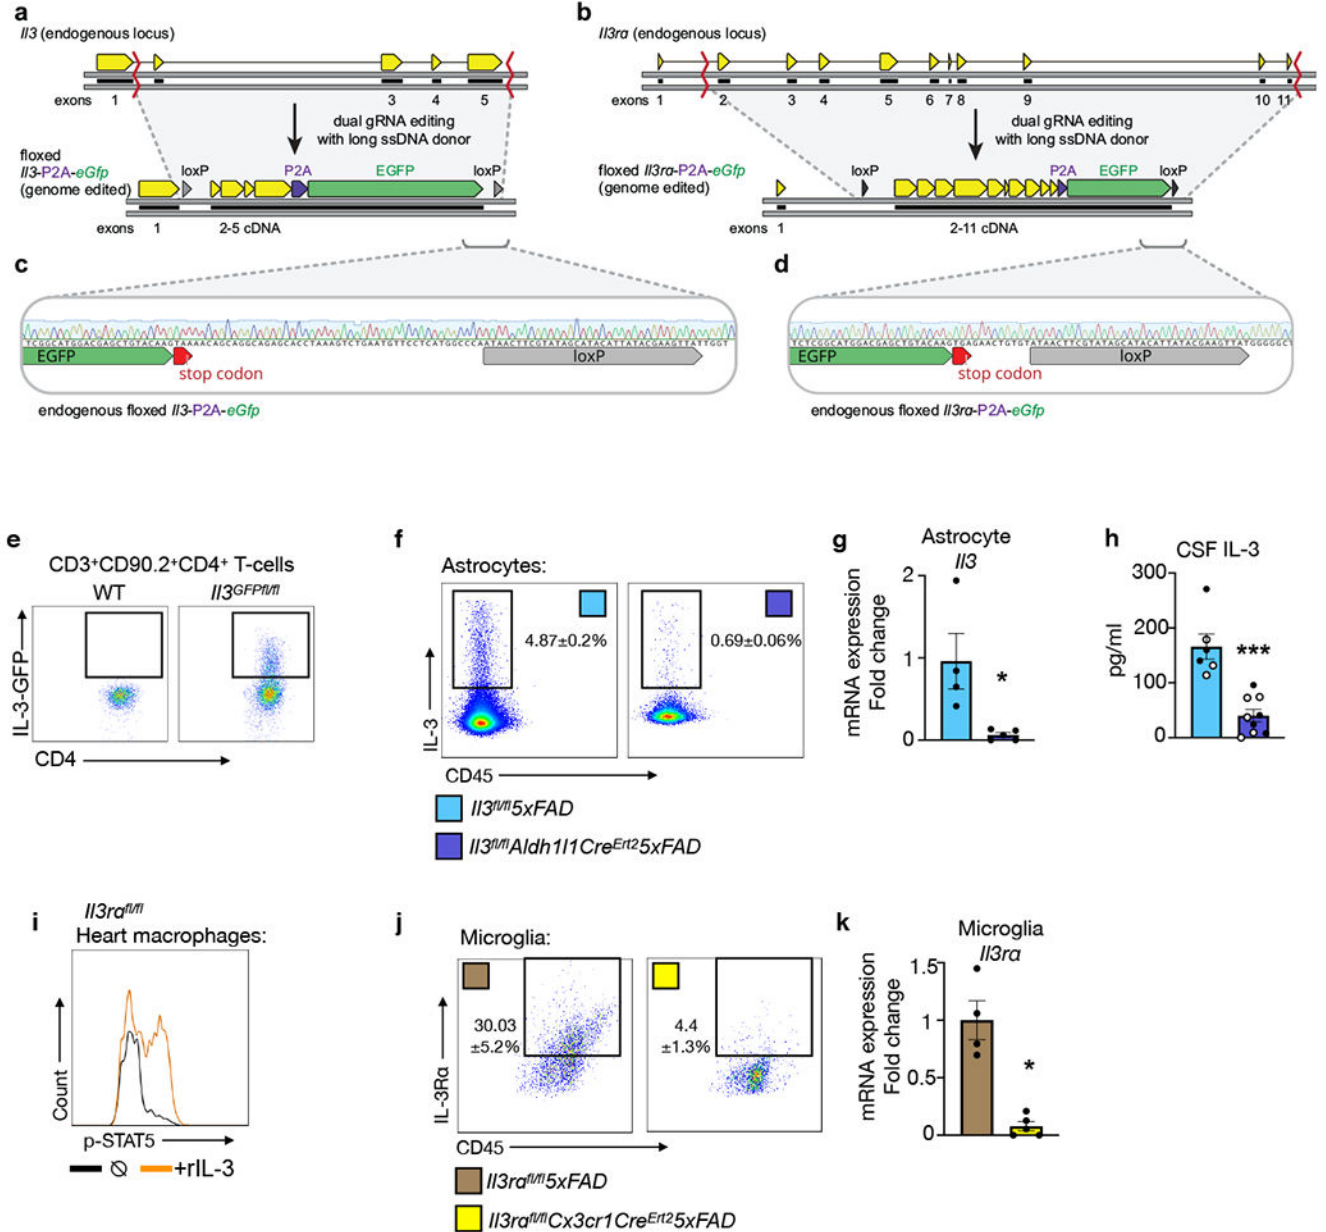 a
Il3 (endogenous locus)
exons 1 3 4 5
dual gRNA editing
with long ssDNA donor
floxed
Il3-P2A-eGfp
(genome edited)
loxP P2A EGFP loxP
exons 1 2-5 cDNA
b
Il3ra (endogenous locus)
exons 1 2 3 4 5 6 7 8 9 10 11
dual gRNA editing
with long ssDNA donor
floxed Il3ra-P2A-eGfp
(genome edited)
loxP P2A EGFP loxP
exons 1 2-11 cDNA
c
TCGGCATGGACGAGCTGTACAAGTAAAACAGCAGGCAGAGCACCTAAAGTCTGAATGTTCCTCATGGCCCAATAACTTCGTATAGCATACATTATACGAAGTTATTGGT
EGFP loxP
stop codon
endogenous floxed Il3-P2A-eGfp
d
TCTCGGCATGGACGAGCTGTACAAGTGAGAACTGTGTATAACTTCGTATAGCATACATTATACGAAGTTATGGGGGCT
EGFP loxP
stop codon
endogenous floxed Il3ra-P2A-eGfp
e
CD3+CD90.2+CD4+ T-cells
WT Il3GFPfl/fl
IL-3-GFP
CD4
f
Astrocytes:
4.87±0.2% 0.69±0.06%
IL-3
CD45
Il3fl/fl5xFAD
Il3fl/flAldh1l1CreErt25xFAD
g
Astrocyte
Il3
mRNA expression
Fold change
2
1
0
*
h
CSF IL-3
pg/ml
300
200
100
0
***
i
Il3rafl/fl
Heart macrophages:
Count
p-STAT5
∅ +rIL-3
j
Microglia:
30.03
±5.2%
4.4
±1.3%
IL-3Rα
CD45
Il3rafl/fl5xFAD
Il3rafl/flCx3cr1CreErt25xFAD
k
Microglia
Il3rα
mRNA expression
Fold change
1.5
1
0.5
0
*